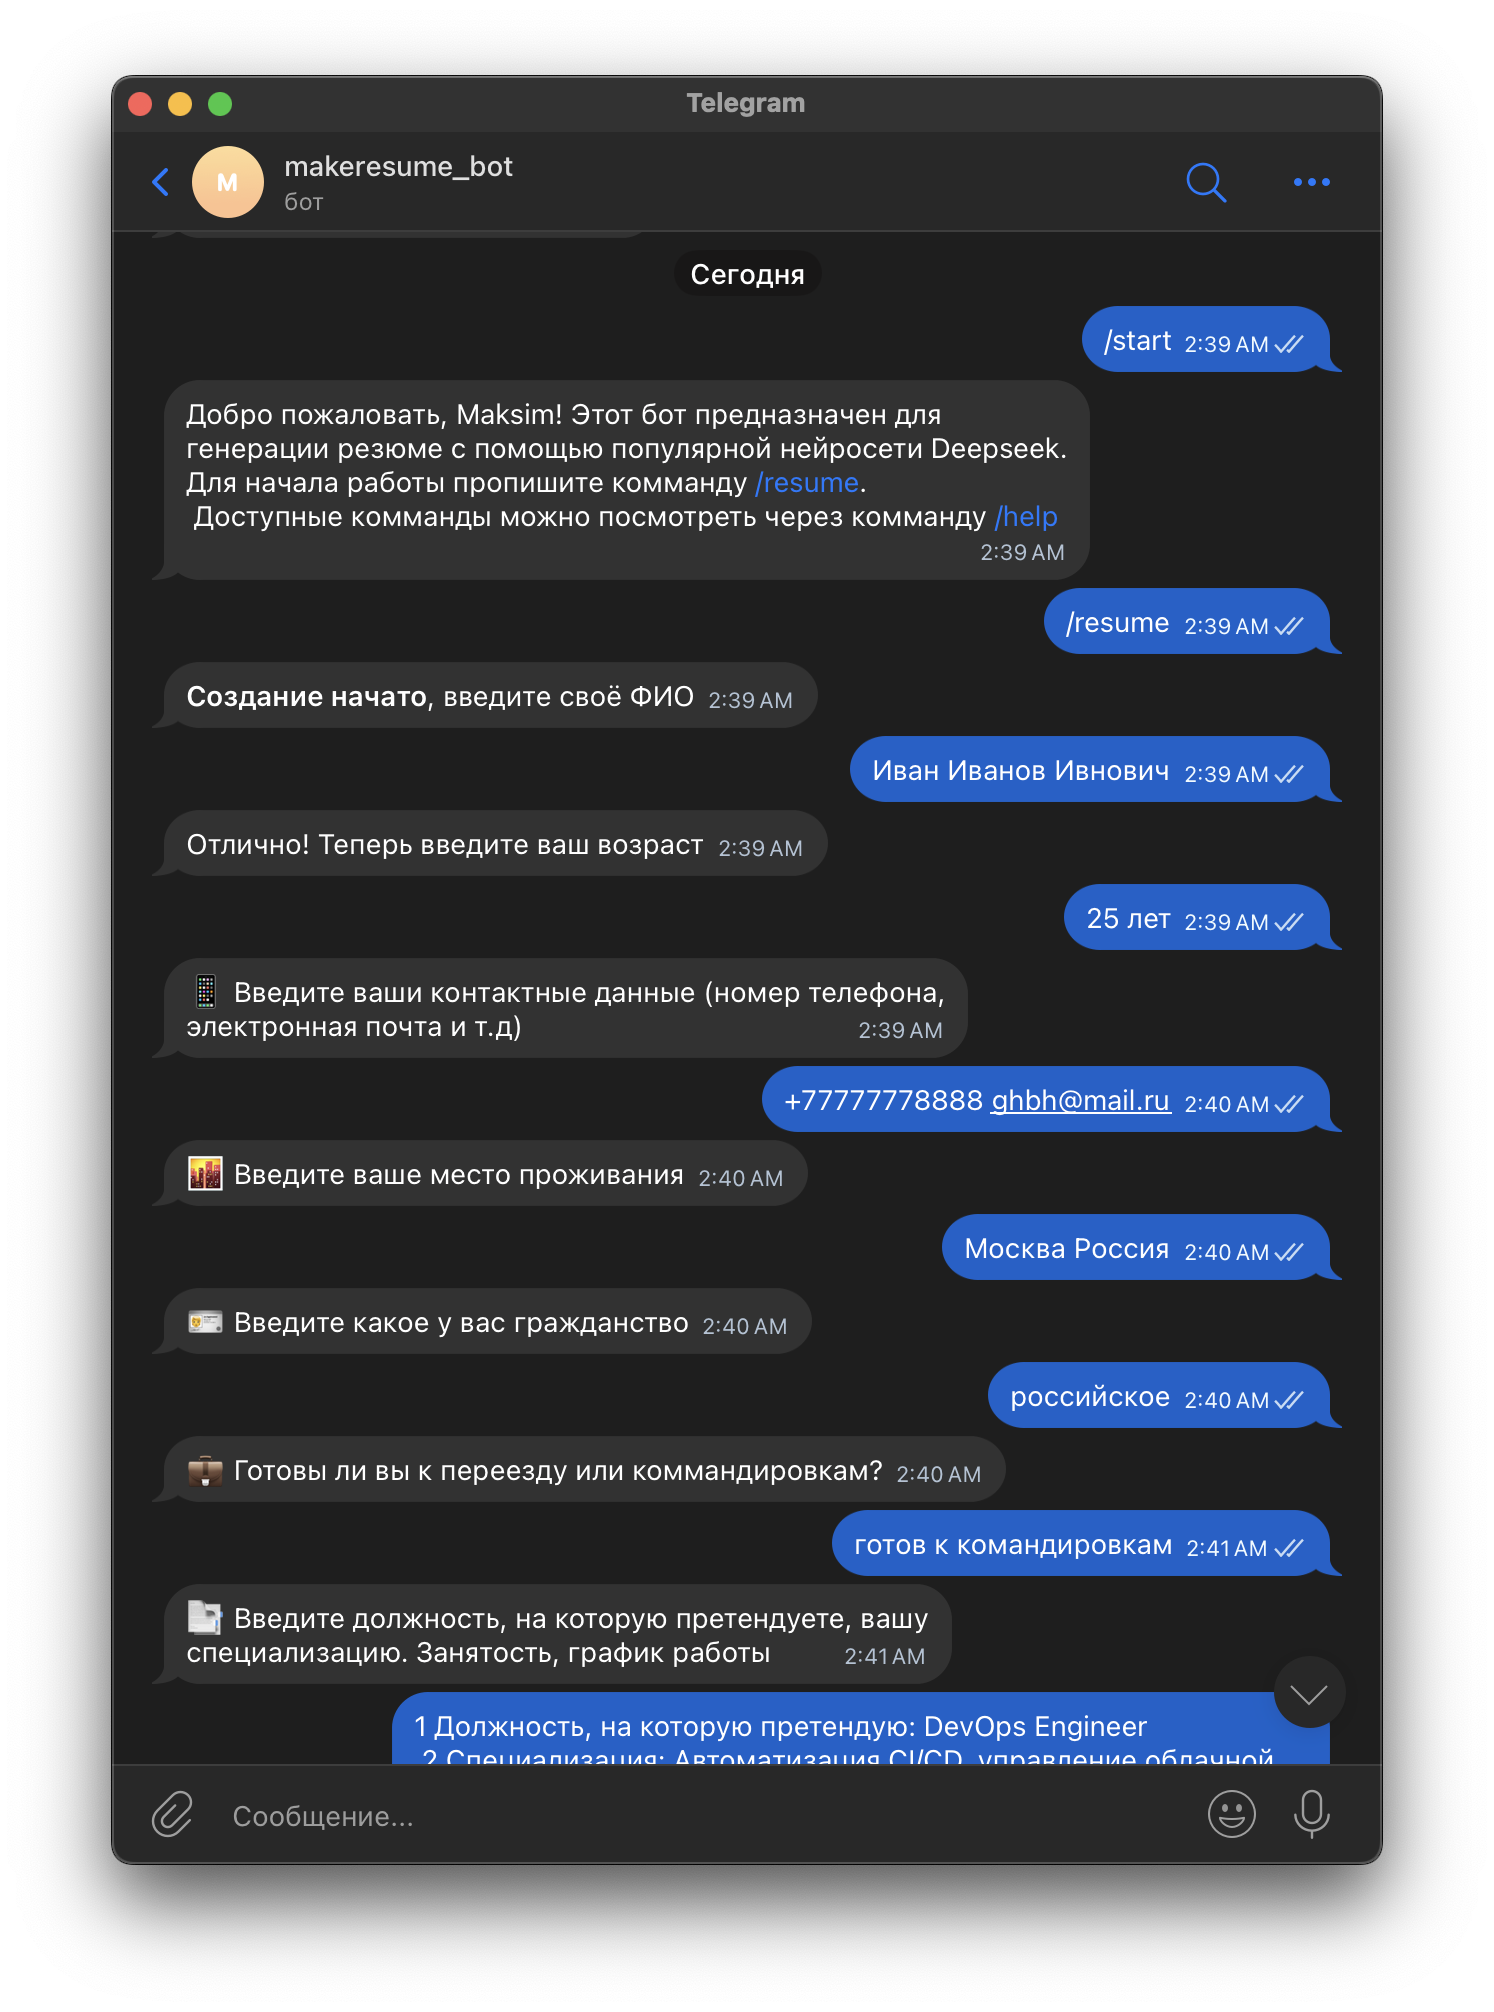 Telegram
makeresume_bot
бот
Сегодня
/start 2:39 AM
Добро пожаловать, Maksim! Этот бот предназначен для
генерации резюме с помощью популярной нейросети Deepseek.
Для начала работы пропишите комманду /resume.
Доступные комманды можно посмотреть через комманду /help
2:39 AM
/resume 2:39 AM
Создание начато, введите своё ФИО 2:39 AM
Иван Иванов Ивнович 2:39 AM
Отлично! Теперь введите ваш возраст 2:39 AM
25 лет 2:39 AM
Введите ваши контактные данные (номер телефона,
электронная почта и т.д) 2:39 AM
+77777778888 ghbh@mail.ru 2:40 AM
Введите ваше место проживания 2:40 AM
Москва Россия 2:40 AM
Введите какое у вас гражданство 2:40 AM
российское 2:40 AM
Готовы ли вы к переезду или коммандировкам? 2:40 AM
готов к командировкам 2:41 AM
Введите должность, на которую претендуете, вашу
специализацию. Занятость, график работы 2:41 AM
1 Должность, на которую претендую: DevOps Engineer
2 Специализация: Автоматизация CI/CD, управление облачной
Сообщение...